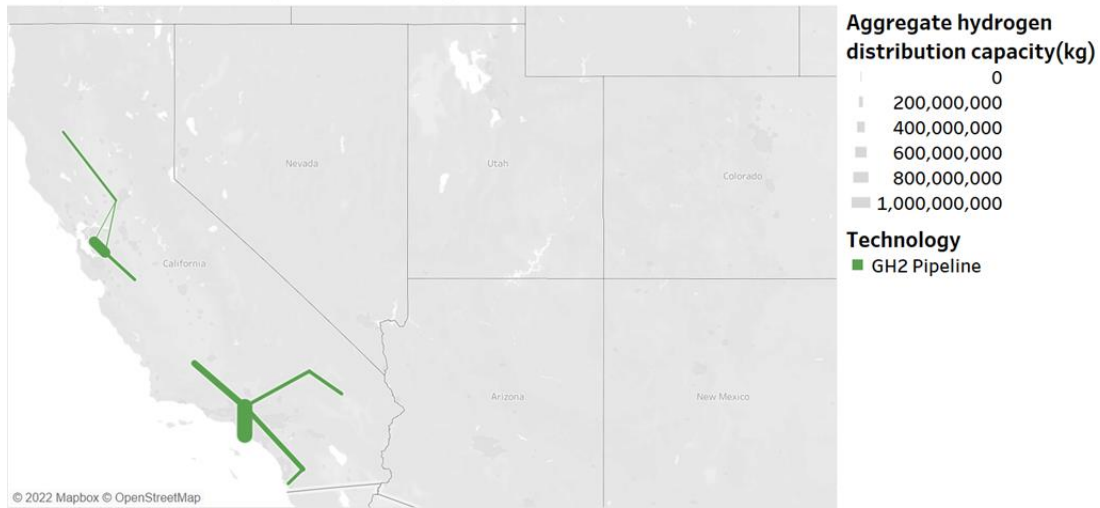 Aggregate hydrogen
distribution capacity(kg)
0
200,000,000
400,000,000
600,000,000
800,000,000
1,000,000,000
Technology
GH2 Pipeline
Nevada
Utah
Colorado
California
Arizona
New Mexico
© 2022 Mapbox © OpenStreetMap